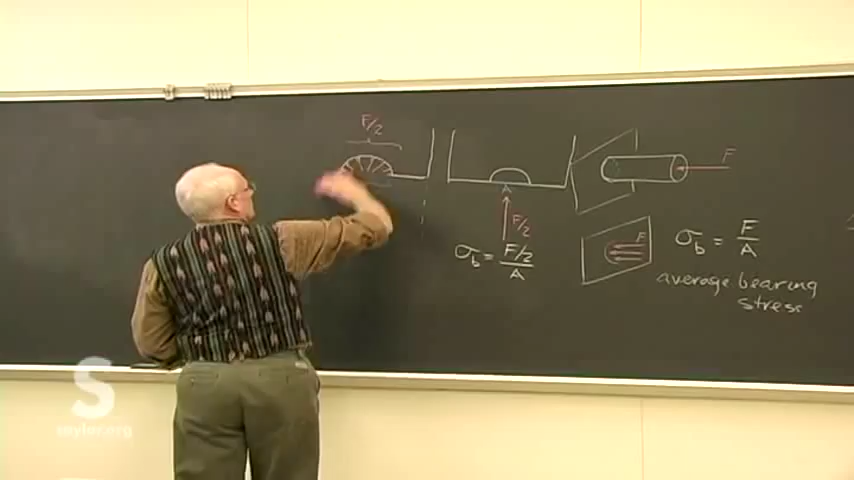 F/2
A
F/2
σb = F/2 / A
F
F
σb = F / A
average bearing
stress
S
saylor.org